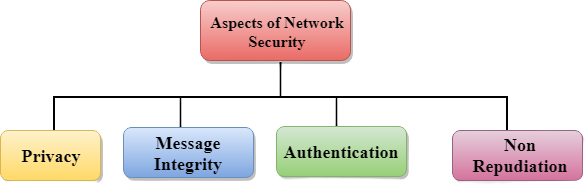 Aspects of Network
Security
Privacy
Message
Integrity
Authentication
Non
Repudiation